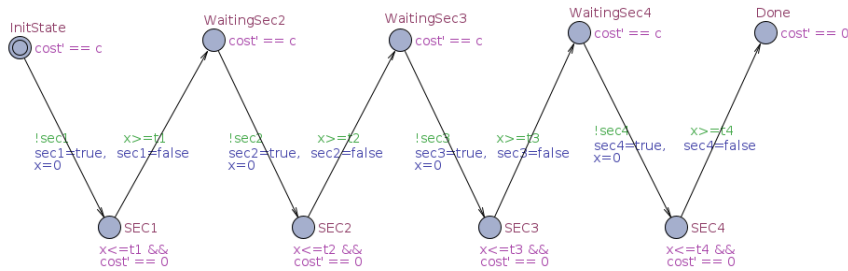 InitState
cost' == c
WaitingSec2
cost' == c
WaitingSec3
cost' == c
WaitingSec4
cost' == c
Done
cost' == 0
!sec1
sec1=true,
x=0
x>=t1
sec1=false
!sec2
sec2=true,
x=0
x>=t2
sec2=false
!sec3
sec3=true,
x=0
x>=t3
sec3=false
!sec4
sec4=true,
x=0
x>=t4
sec4=false
SEC1
x<=t1 &&
cost' == 0
SEC2
x<=t2 &&
cost' == 0
SEC3
x<=t3 &&
cost' == 0
SEC4
x<=t4 &&
cost' == 0